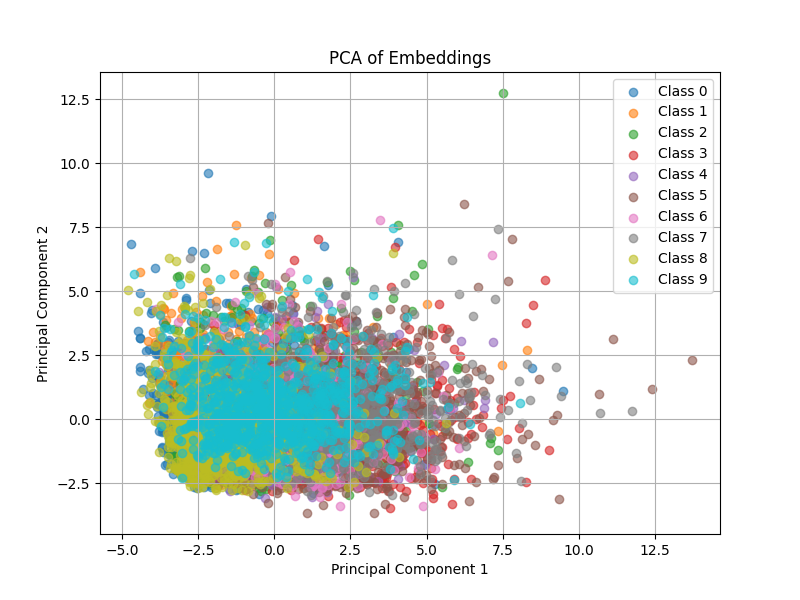 PCA of Embeddings
12.5
10.0
7.5
5.0
2.5
0.0
−2.5
Principal Component 2
Class 0
Class 1
Class 2
Class 3
Class 4
Class 5
Class 6
Class 7
Class 8
Class 9
−5.0 −2.5 0.0 2.5 5.0 7.5 10.0 12.5
Principal Component 1